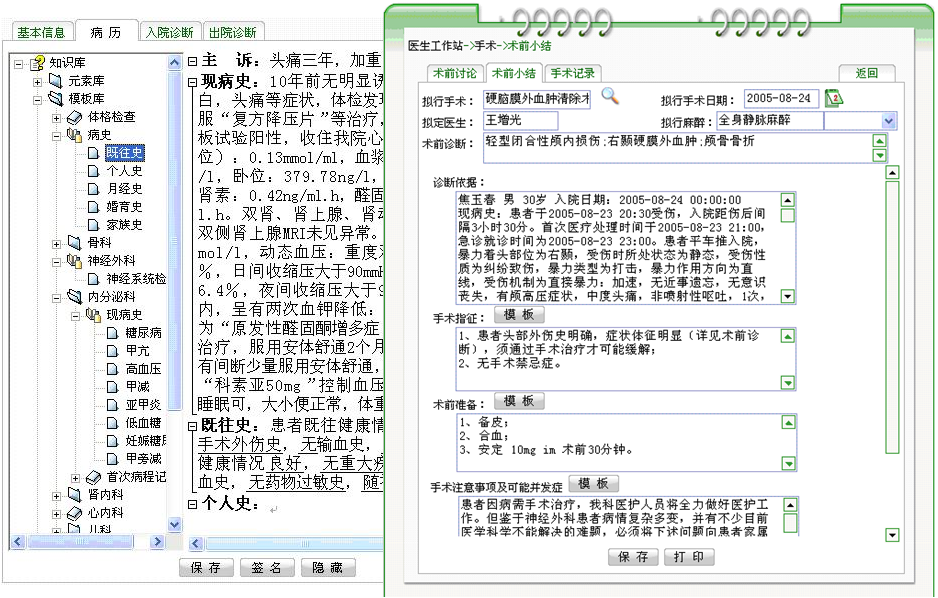 基本信息 病 历 入院诊断 出院诊断
知识库
元素库
模板库
体格检查
病史
既往史
个人史
月经史
婚育史
家族史
骨科
神经外科
神经系统检
内分泌科
现病史
糖尿病
甲亢
高血压
甲减
亚甲炎
低血糖
妊娠糖
甲旁减
首次病程记
肾内科
心内科
儿科
主 诉：头痛三年，加重
现病史：10年前无明显诱
白，头痛等症状，体检发现
服“复方降压片”等治疗，
板试验阳性，收住我院心
位）：0.13mmo/ml，血浆
/l，卧位：379.78ng/l，
肾素：0.42ng/ml.h，醛固
l.h。双肾、肾上腺、肾动
双侧肾上腺MRI未见异常。
mol/l，动态血压：重度
％，日间收缩压大于90mmH
6.4％，夜间收缩压大于9
内，呈有两次血钾降低：
为“原发性醛固酮增多症
治疗，服用安体舒通2个月
有间断少量服用安体舒通，
“科素亚50mg ”控制血压
睡眠可，大小便正常，体重
既往史：患者既往健康情
手术外伤史，无输血史，
健康情况 良好， 无重大疾
血史，无药物过敏史，随
个人史：
保 存 签 名 隐 藏
医生工作站->手术->术前小结
术前讨论 术前小结 手术记录 返回
拟行手术： 硬脑膜外血肿清除术 拟行手术日期： 2005-08-24
拟定医生： 王增光 拟行麻醉： 全身静脉麻醉
术前诊断： 轻型闭合性颅内损伤;右颞硬膜外血肿;颅骨骨折
诊断依据：
焦玉春 男 30岁 入院日期：2005-08-24 00:00:00
现病史：患者于2005-08-23 20:30受伤，入院距伤后间
隔3小时30分。首次医疗处理时间于2005-08-23 21:00，
急诊就诊时间为2005-08-23 23:00。患者平车推入院，
暴力着头部位为右颞，受伤时所处状态为静态，受伤性
质为纠纷致伤，暴力类型为打击，暴力作用方向为直
线，受伤机制为直接暴力：加速，无近事遗忘，无意识
丧失，有颅高压症状，中度头痛，非喷射性呕吐，1次，
手术指征： 模 板
1、患者头部外伤史明确，症状体征明显（详见术前诊
断），须通过手术治疗才可能缓解；
2、无手术禁忌症。
术前准备： 模 板
1、备皮；
2、合血；
3、安定 10mg im 术前30分钟。
手术注意事项及可能并发症 模 板
患者因病需手术治疗，我科医护人员将全力做好医护工
作。但鉴于神经外科患者病情复杂多变，并有不少目前
医学科学不能解决的难题，必须将下述问题向患者家属
保 存 打 印